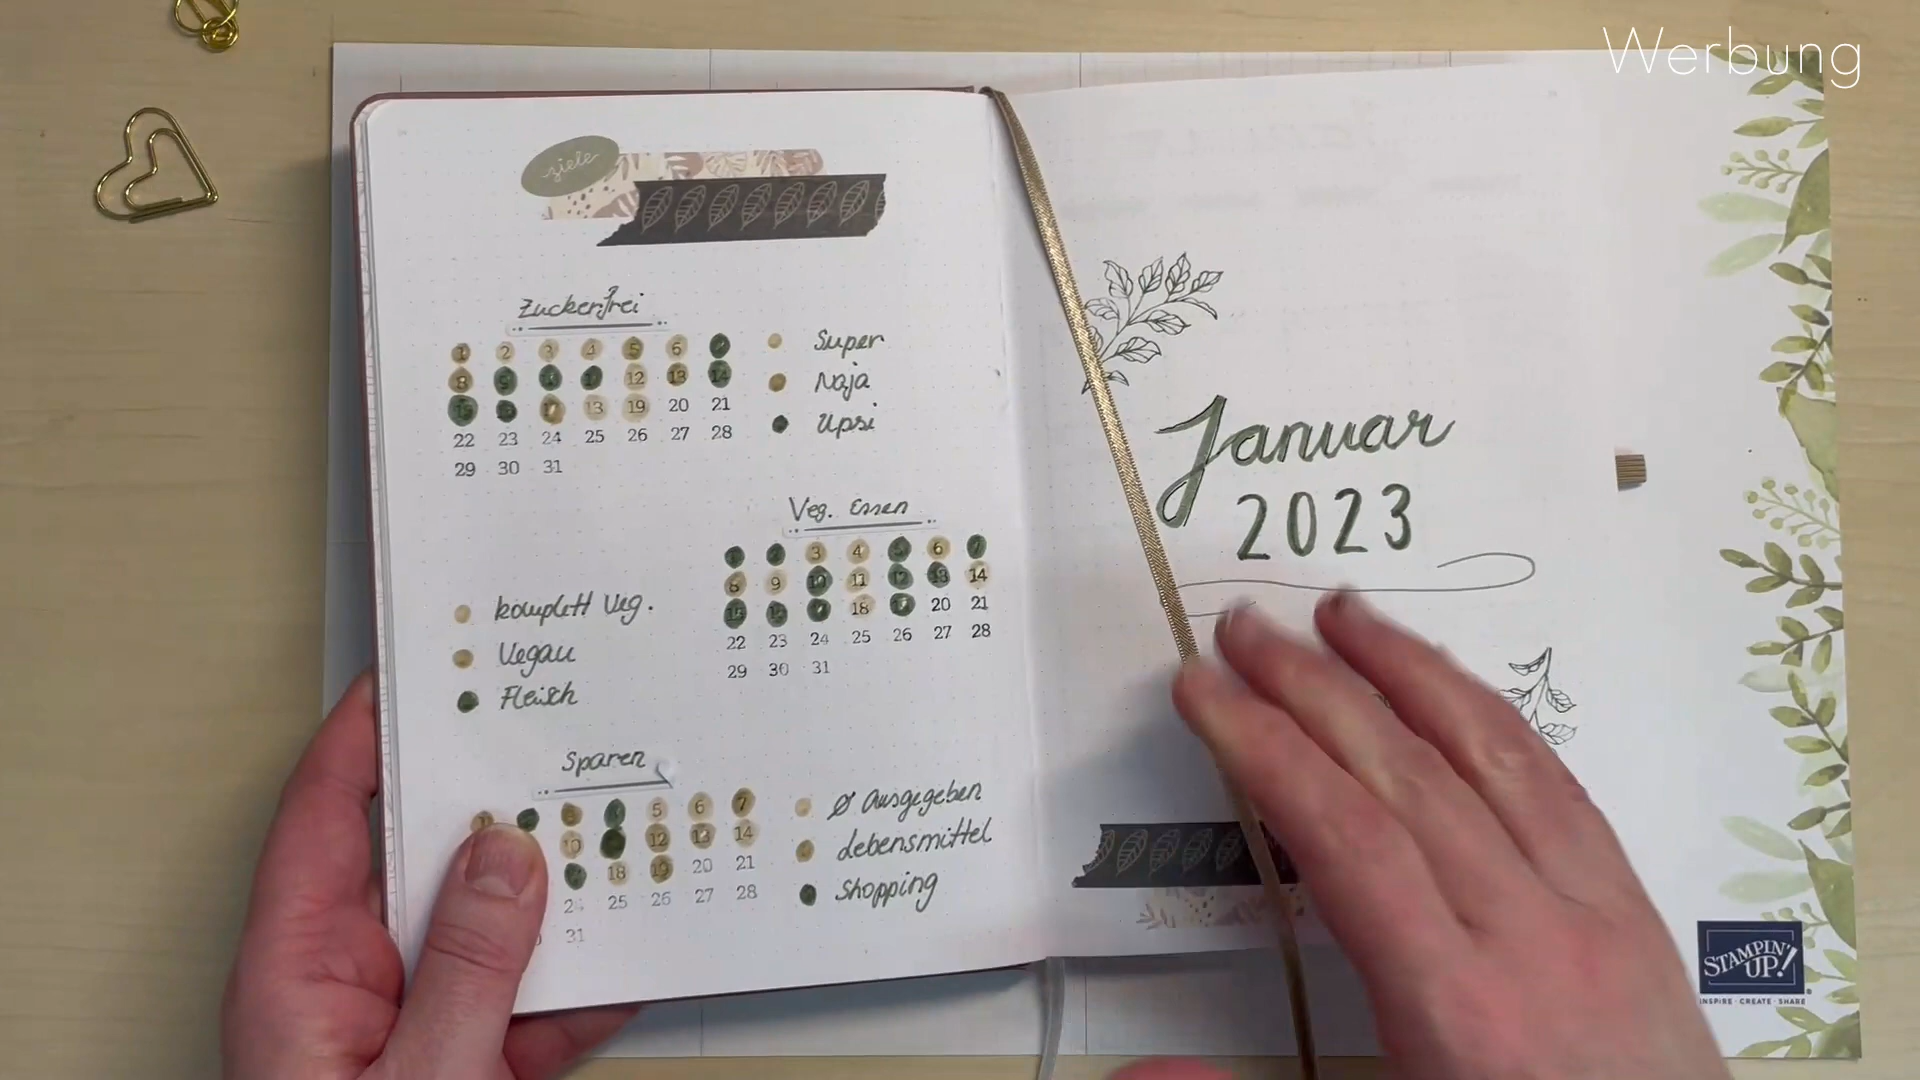 Werbung
ziele
Zuckerfrei
1 2 3 4 5 6 7
8 9 10 11 12 13 14
15 16 17 18 19 20 21
22 23 24 25 26 27 28
29 30 31
Super
Naja
Upsi
Veg. Essen
1 2 3 4 5 6 7
8 9 10 11 12 13 14
15 16 17 18 19 20 21
22 23 24 25 26 27 28
29 30 31
komplett Veg.
Vegan
Fleisch
Sparen
1 2 3 4 5 6 7
10 11 12 13 14
17 18 19 20 21
24 25 26 27 28
31
Ø Ausgegeben
Lebensmittel
Shopping
Januar
2023
STAMPIN' UP!®
INSPIRE · CREATE · SHARE